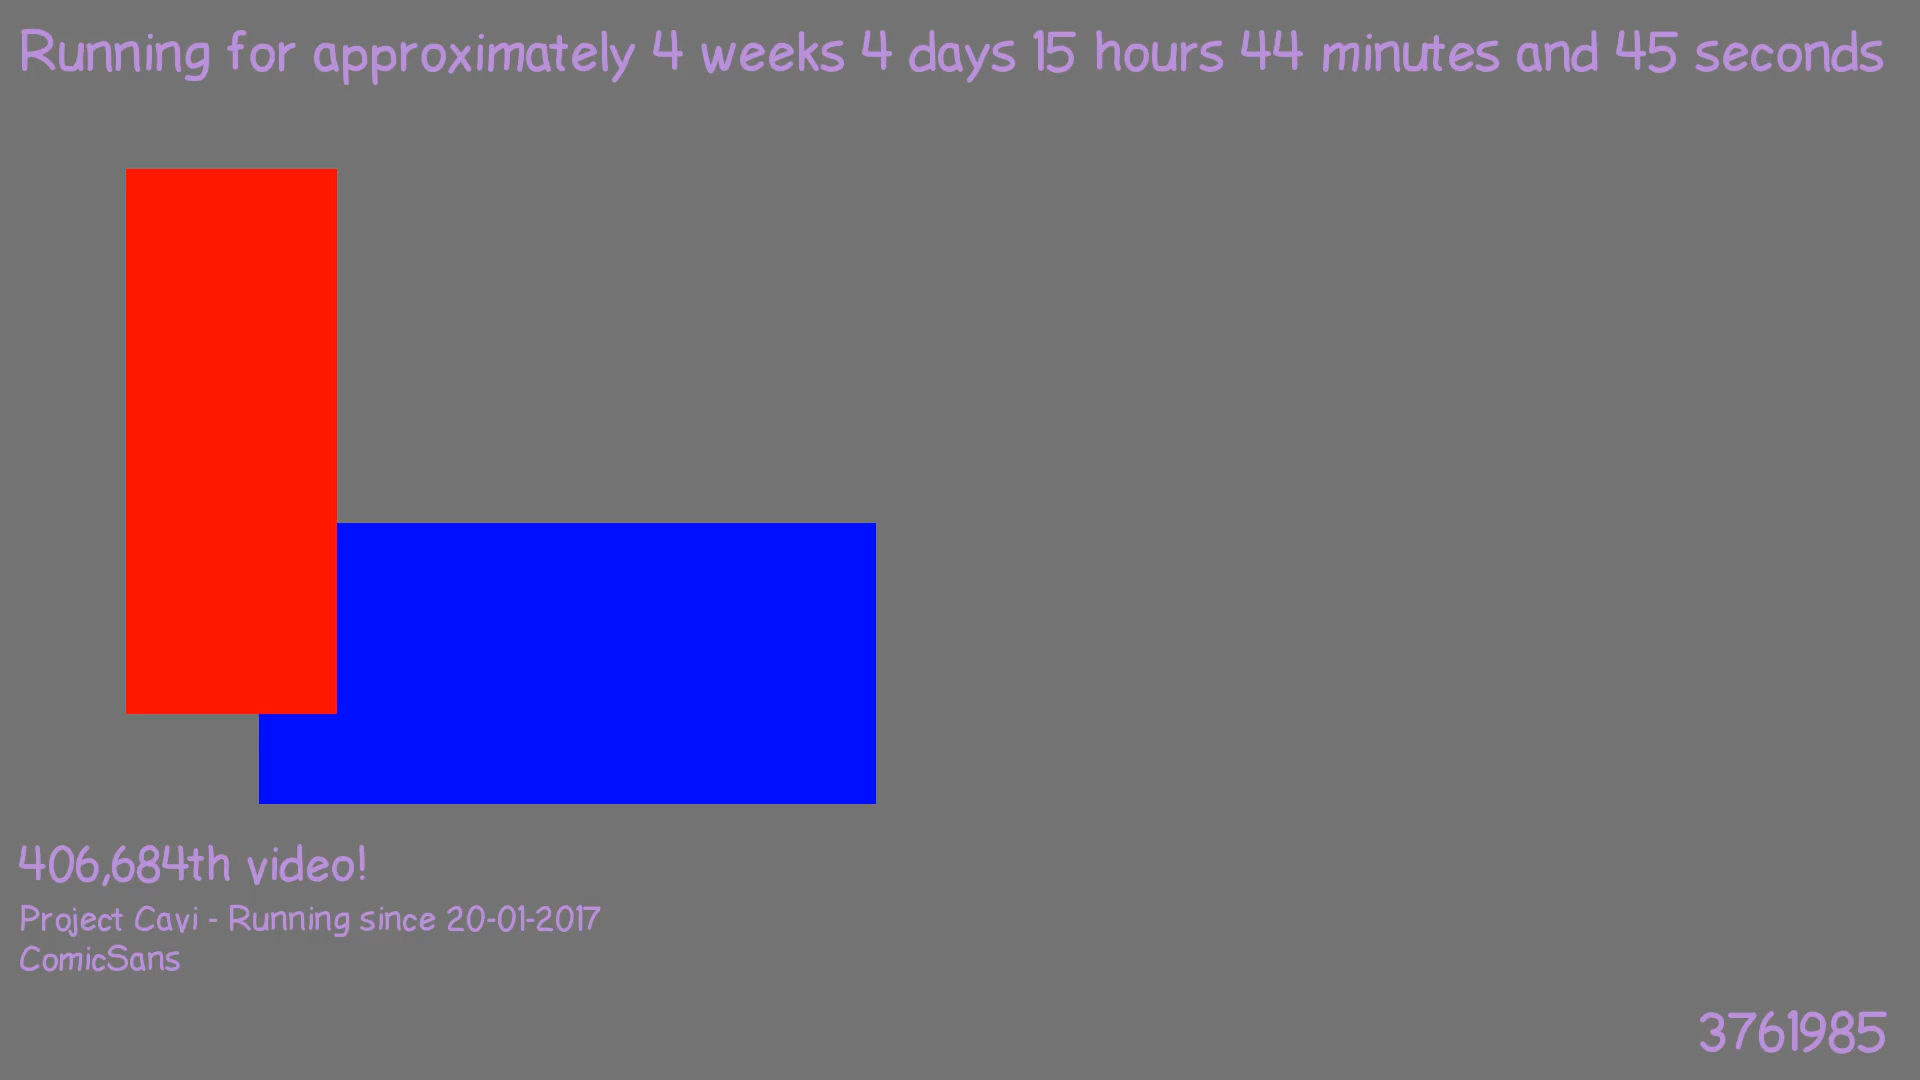 Running for approximately 4 weeks 4 days 15 hours 44 minutes and 45 seconds
406,684th video!
Project Cavi - Running since 20-01-2017
ComicSans
3761985